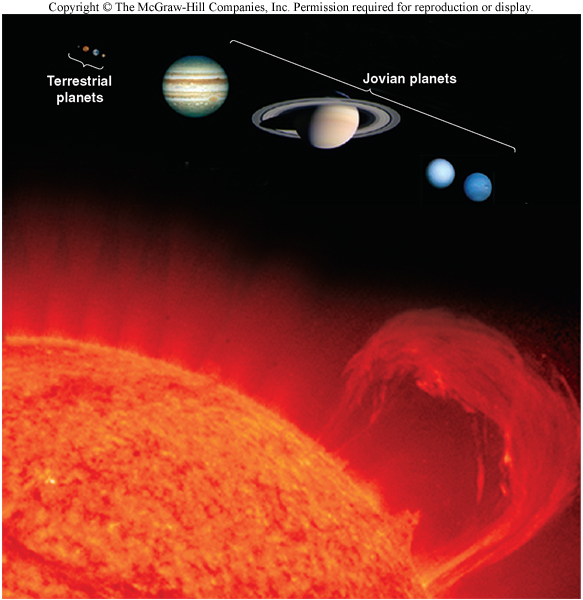 Copyright © The McGraw-Hill Companies, Inc. Permission required for reproduction or display.
Terrestrial
planets
Jovian planets